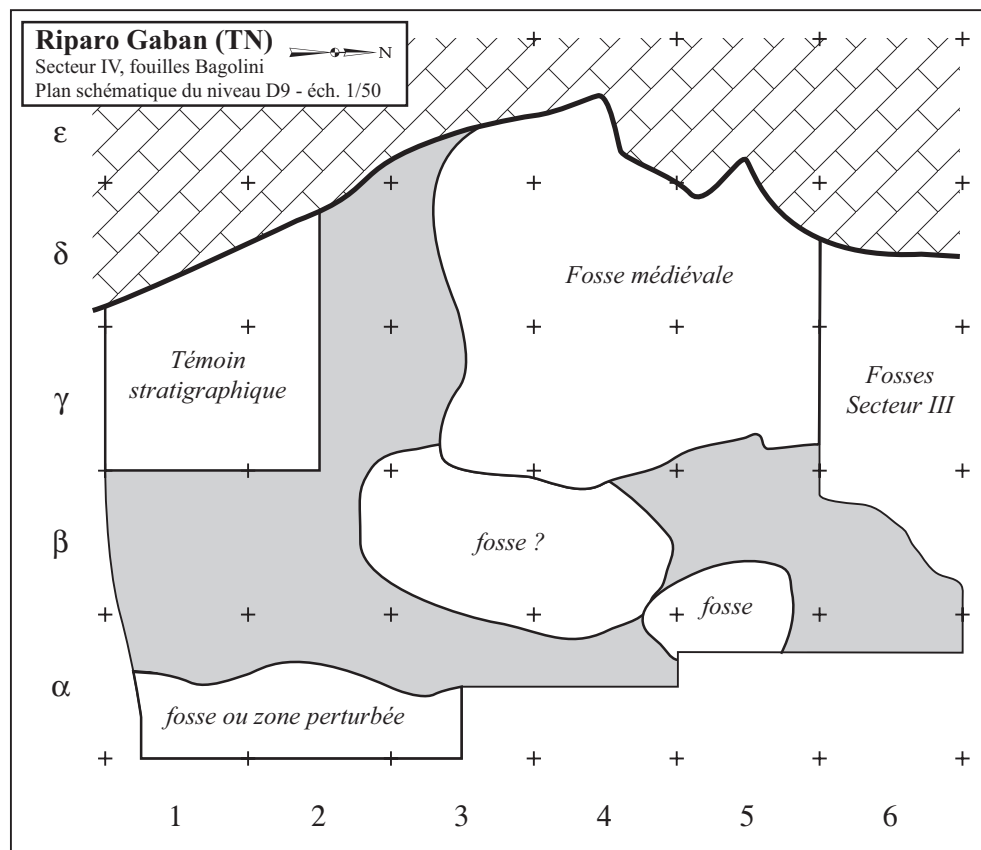 Riparo Gaban (TN)
N
Secteur IV, fouilles Bagolini
Plan schématique du niveau D9 - éch. 1/50
ε
δ
Fosse médiévale
Témoin
stratigraphique
γ
Fosses
Secteur III
β
fosse ?
fosse
α
fosse ou zone perturbée
1 2 3 4 5 6